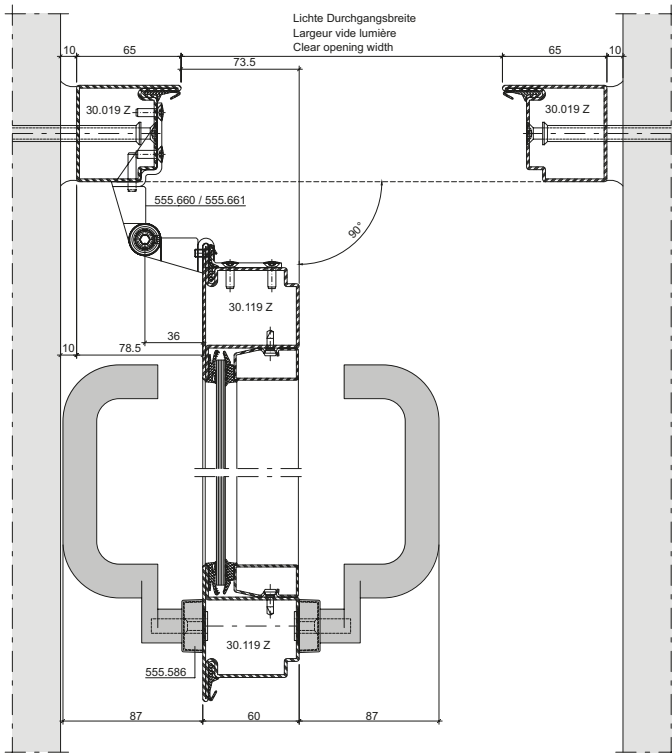 Lichte Durchgangsbreite
Largeur vide lumière
Clear opening width
10 65 65 10
73.5
30.019 Z 30.019 Z
555.660 / 555.661
90°
30.119 Z
36
10 78.5
30.119 Z
555.586
87 60 87